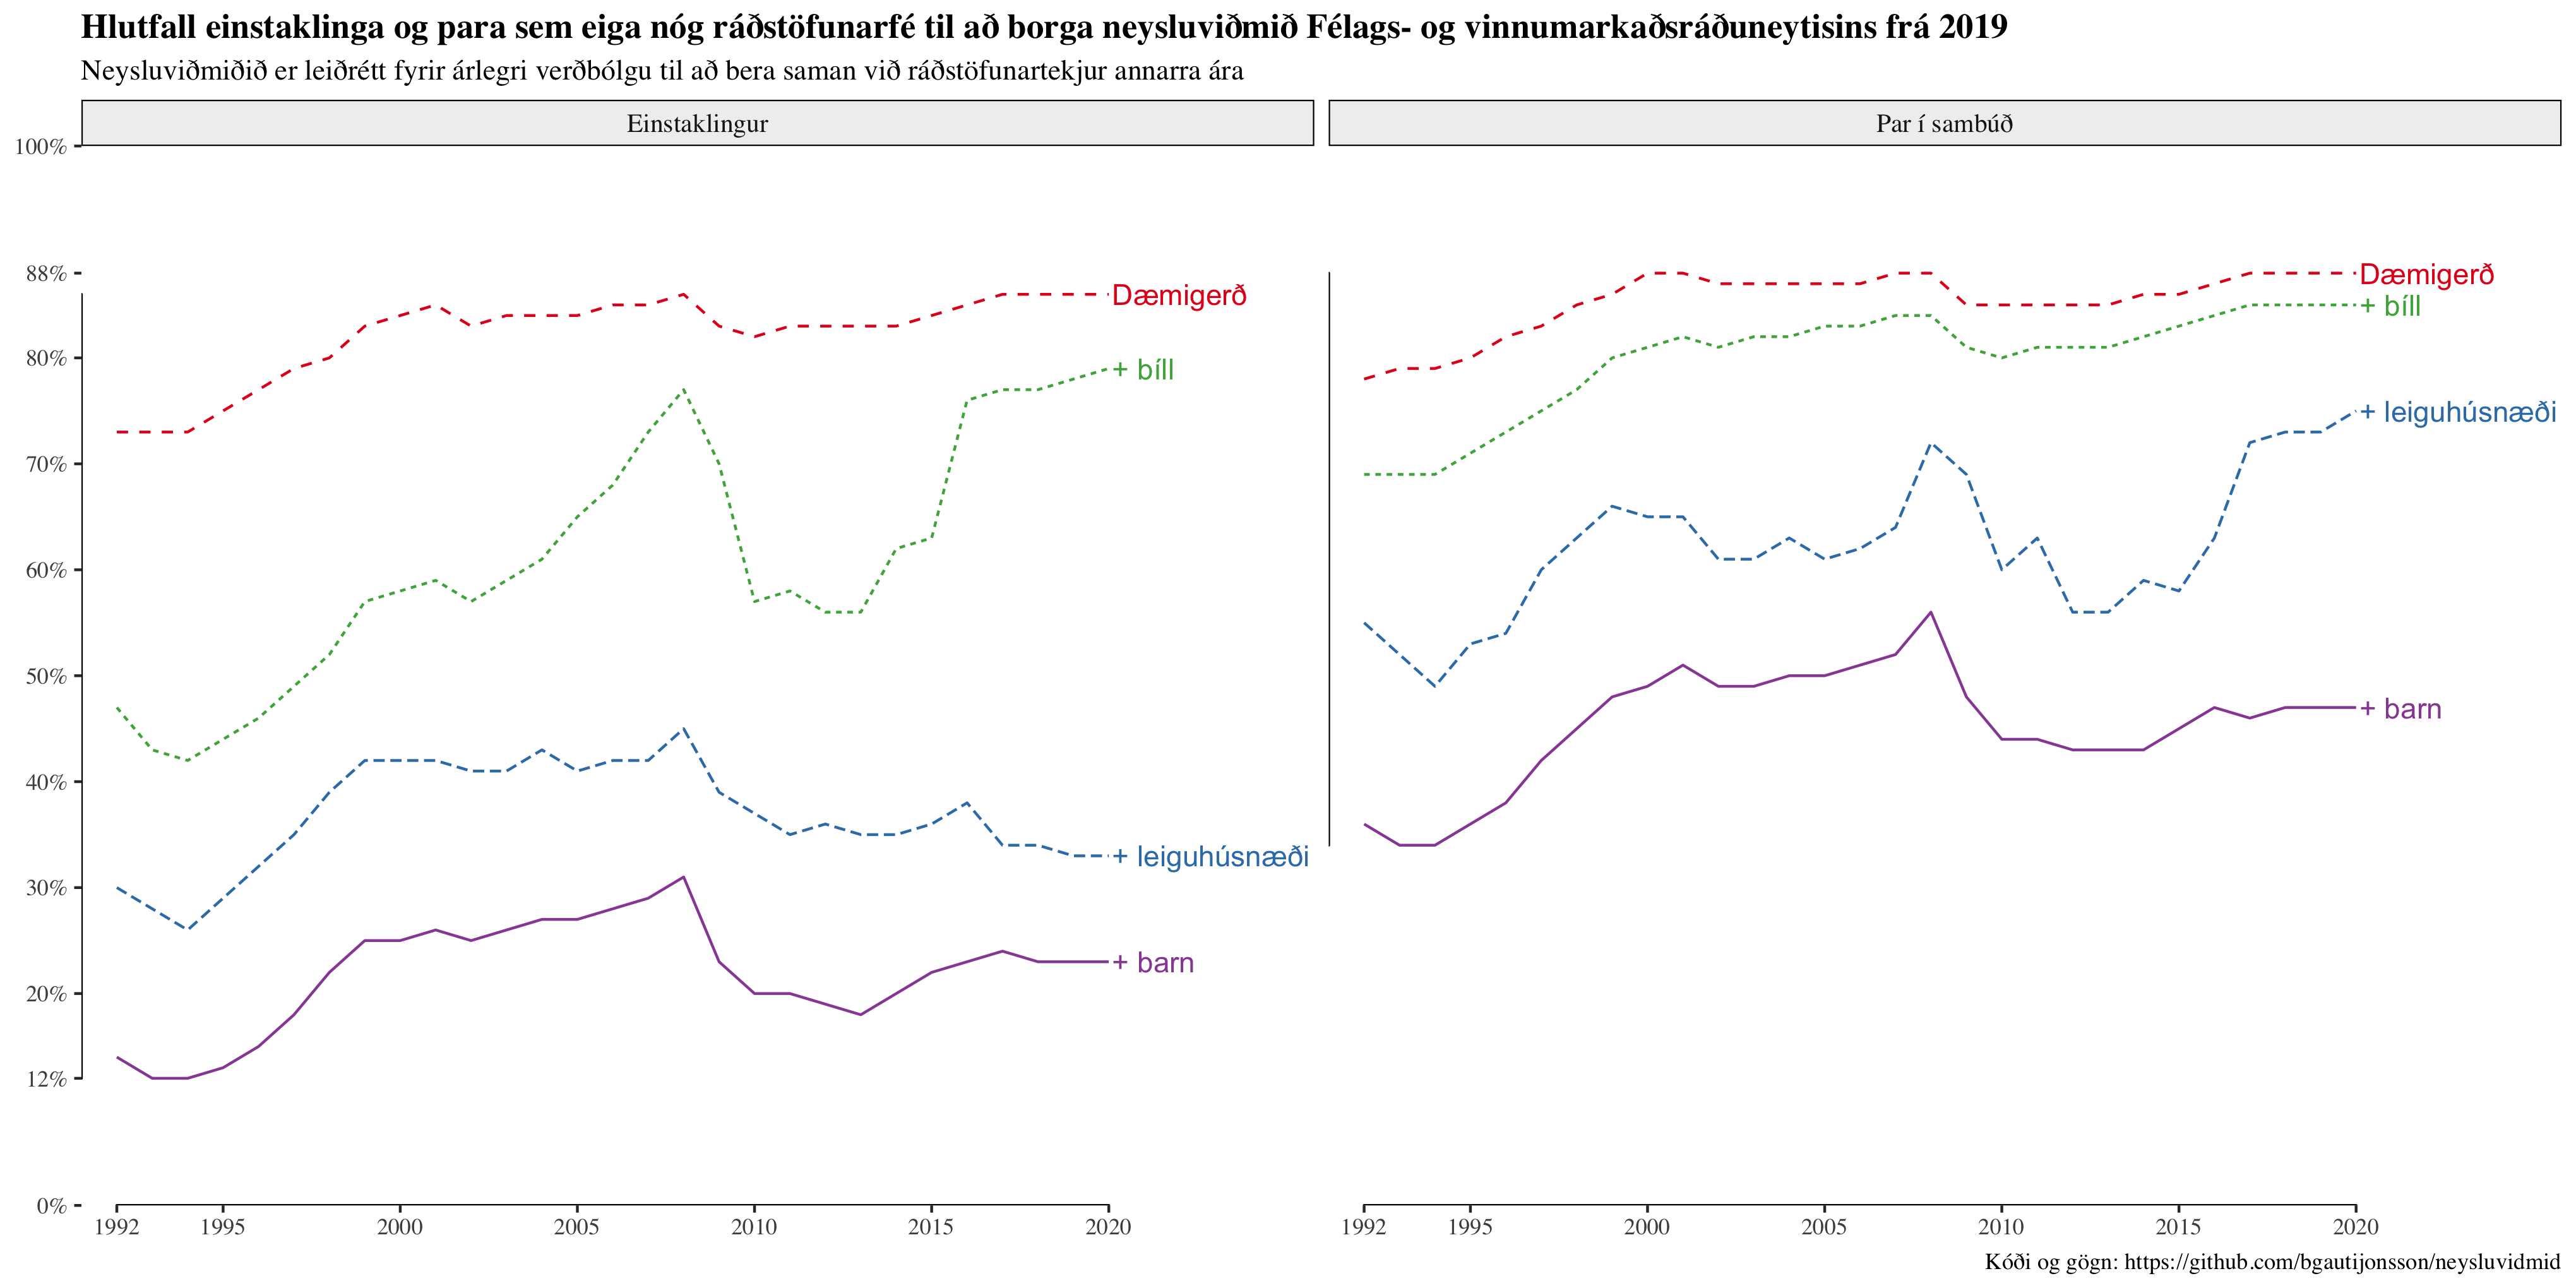 Hlutfall einstaklinga og para sem eiga nóg ráðstöfunarfé til að borga neysluviðmið Félags- og vinnumarkaðsráðuneytisins frá 2019
Neysluviðmiðið er leiðrétt fyrir árlegri verðbólgu til að bera saman við ráðstöfunartekjur annarra ára
Einstaklingur
100%
88%
80%
70%
60%
50%
40%
30%
20%
12%
0%
Dæmigerð
+ bíll
+ leiguhúsnæði
+ barn
1992 1995 2000 2005 2010 2015 2020
Par í sambúð
Dæmigerð
+ bíll
+ leiguhúsnæði
+ barn
1992 1995 2000 2005 2010 2015 2020
Kóði og gögn: https://github.com/bgautijonsson/neysluvidmid